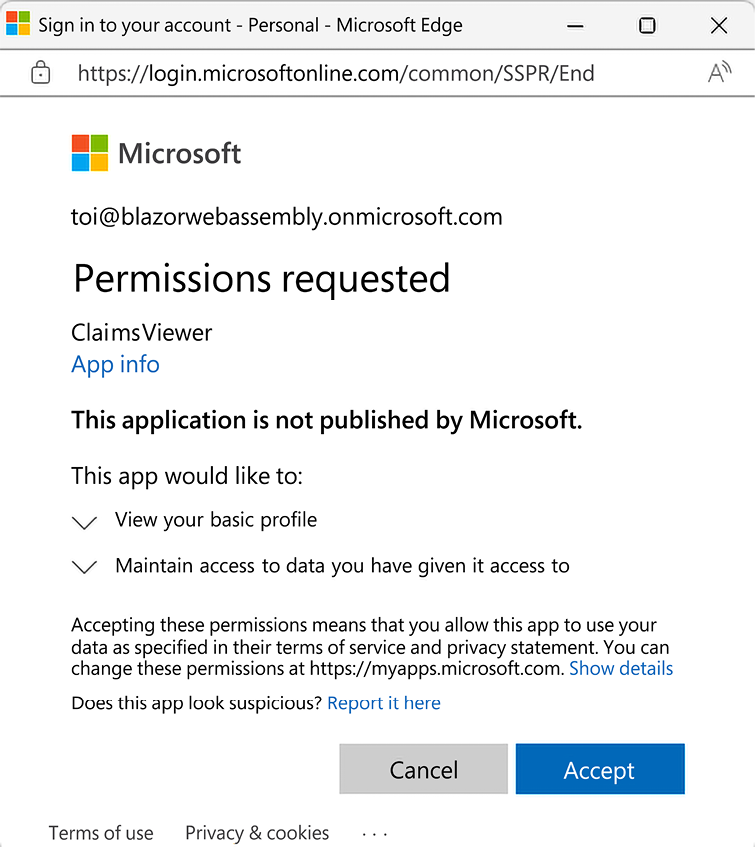 Sign in to your account - Personal - Microsoft Edge
https://login.microsoftonline.com/common/SSPR/End
Microsoft
toi@blazorwebassembly.onmicrosoft.com
Permissions requested
ClaimsViewer
App info
This application is not published by Microsoft.
This app would like to:
View your basic profile
Maintain access to data you have given it access to
Accepting these permissions means that you allow this app to use your
data as specified in their terms of service and privacy statement. You can
change these permissions at https://myapps.microsoft.com. Show details
Does this app look suspicious? Report it here
Cancel Accept
Terms of use Privacy & cookies ...